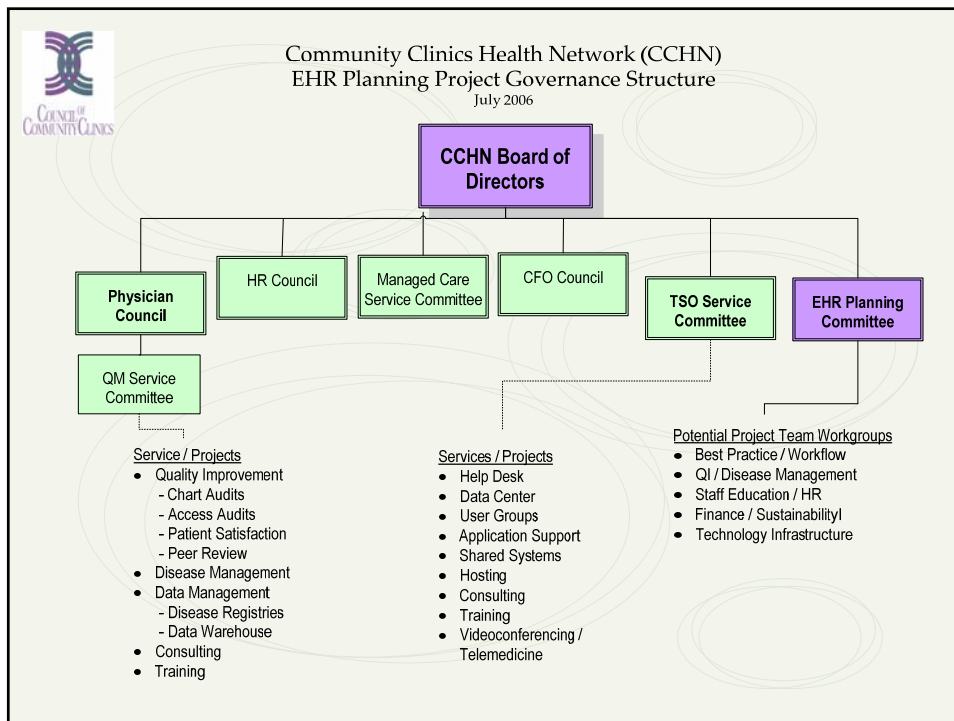 COUNCIL OF
COMMUNITY CLINICS
Community Clinics Health Network (CCHN)
EHR Planning Project Governance Structure
July 2006
CCHN Board of
Directors
Physician
Council
HR Council
Managed Care
Service Committee
CFO Council
TSO Service
Committee
EHR Planning
Committee
QM Service
Committee
Service / Projects
● Quality Improvement
- Chart Audits
- Access Audits
- Patient Satisfaction
- Peer Review
● Disease Management
● Data Management
- Disease Registries
- Data Warehouse
● Consulting
● Training
Services / Projects
● Help Desk
● Data Center
● User Groups
● Application Support
● Shared Systems
● Hosting
● Consulting
● Training
● Videoconferencing /
Telemedicine
Potential Project Team Workgroups
● Best Practice / Workflow
● QI / Disease Management
● Staff Education / HR
● Finance / Sustainabilityl
● Technology Infrastructure